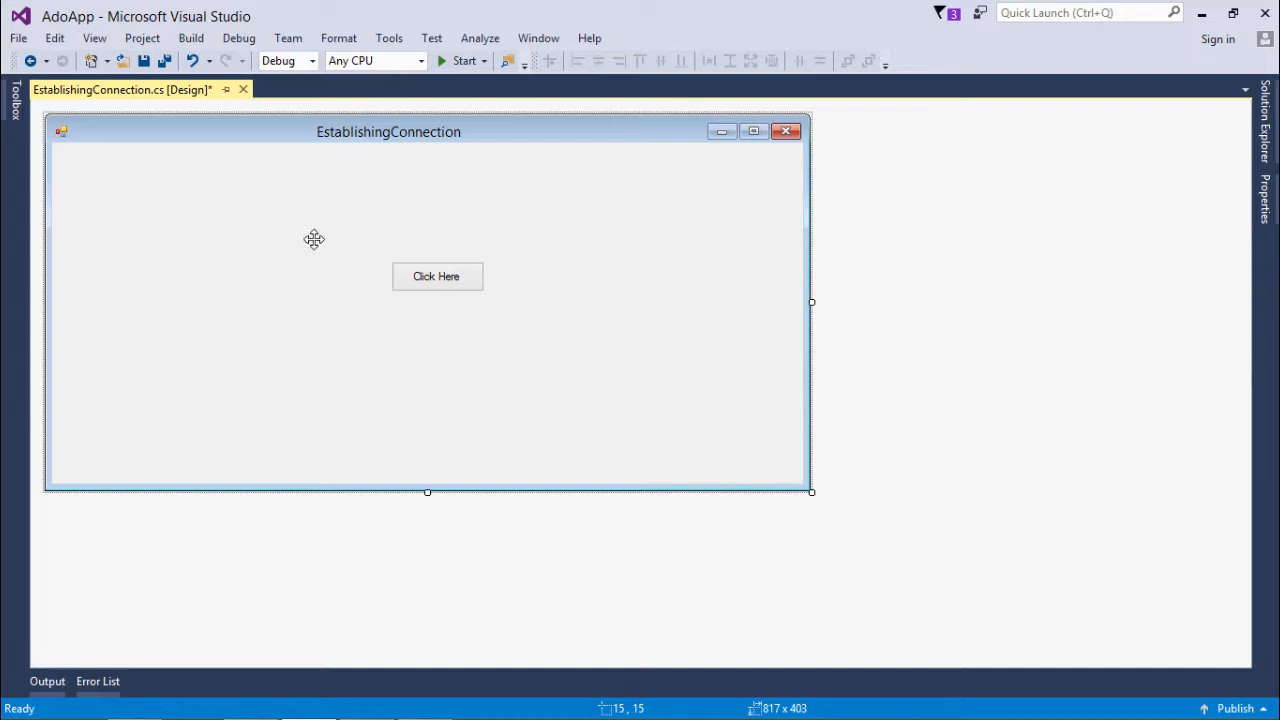 AdoApp - Microsoft Visual Studio
3
Quick Launch (Ctrl+Q)
File Edit View Project Build Debug Team Format Tools Test Analyze Window Help
Sign in
Debug Any CPU Start
Toolbox
EstablishingConnection.cs [Design]*
Solution Explorer
Properties
EstablishingConnection
Click Here
Output Error List
Ready 15 , 15 817 x 403 Publish